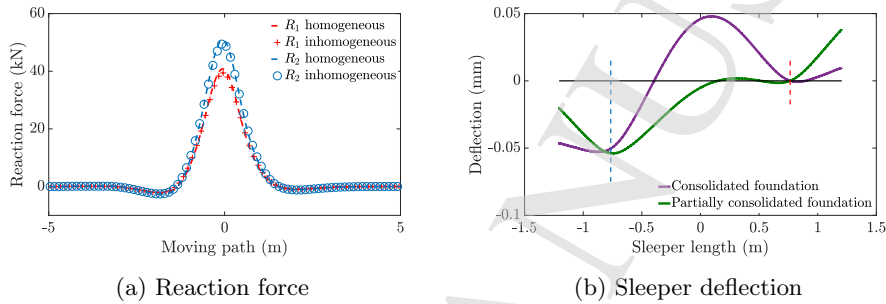 60
40
20
0
-5
0
5
Reaction force (kN)
Moving path (m)
R₁ homogeneous
R₁ inhomogeneous
R₂ homogeneous
R₂ inhomogeneous
(a) Reaction force
0.05
0
-0.05
-0.1
-1.5
-1
-0.5
0
0.5
1
1.5
Deflection (mm)
Sleeper length (m)
Consolidated foundation
Partially consolidated foundation
(b) Sleeper deflection